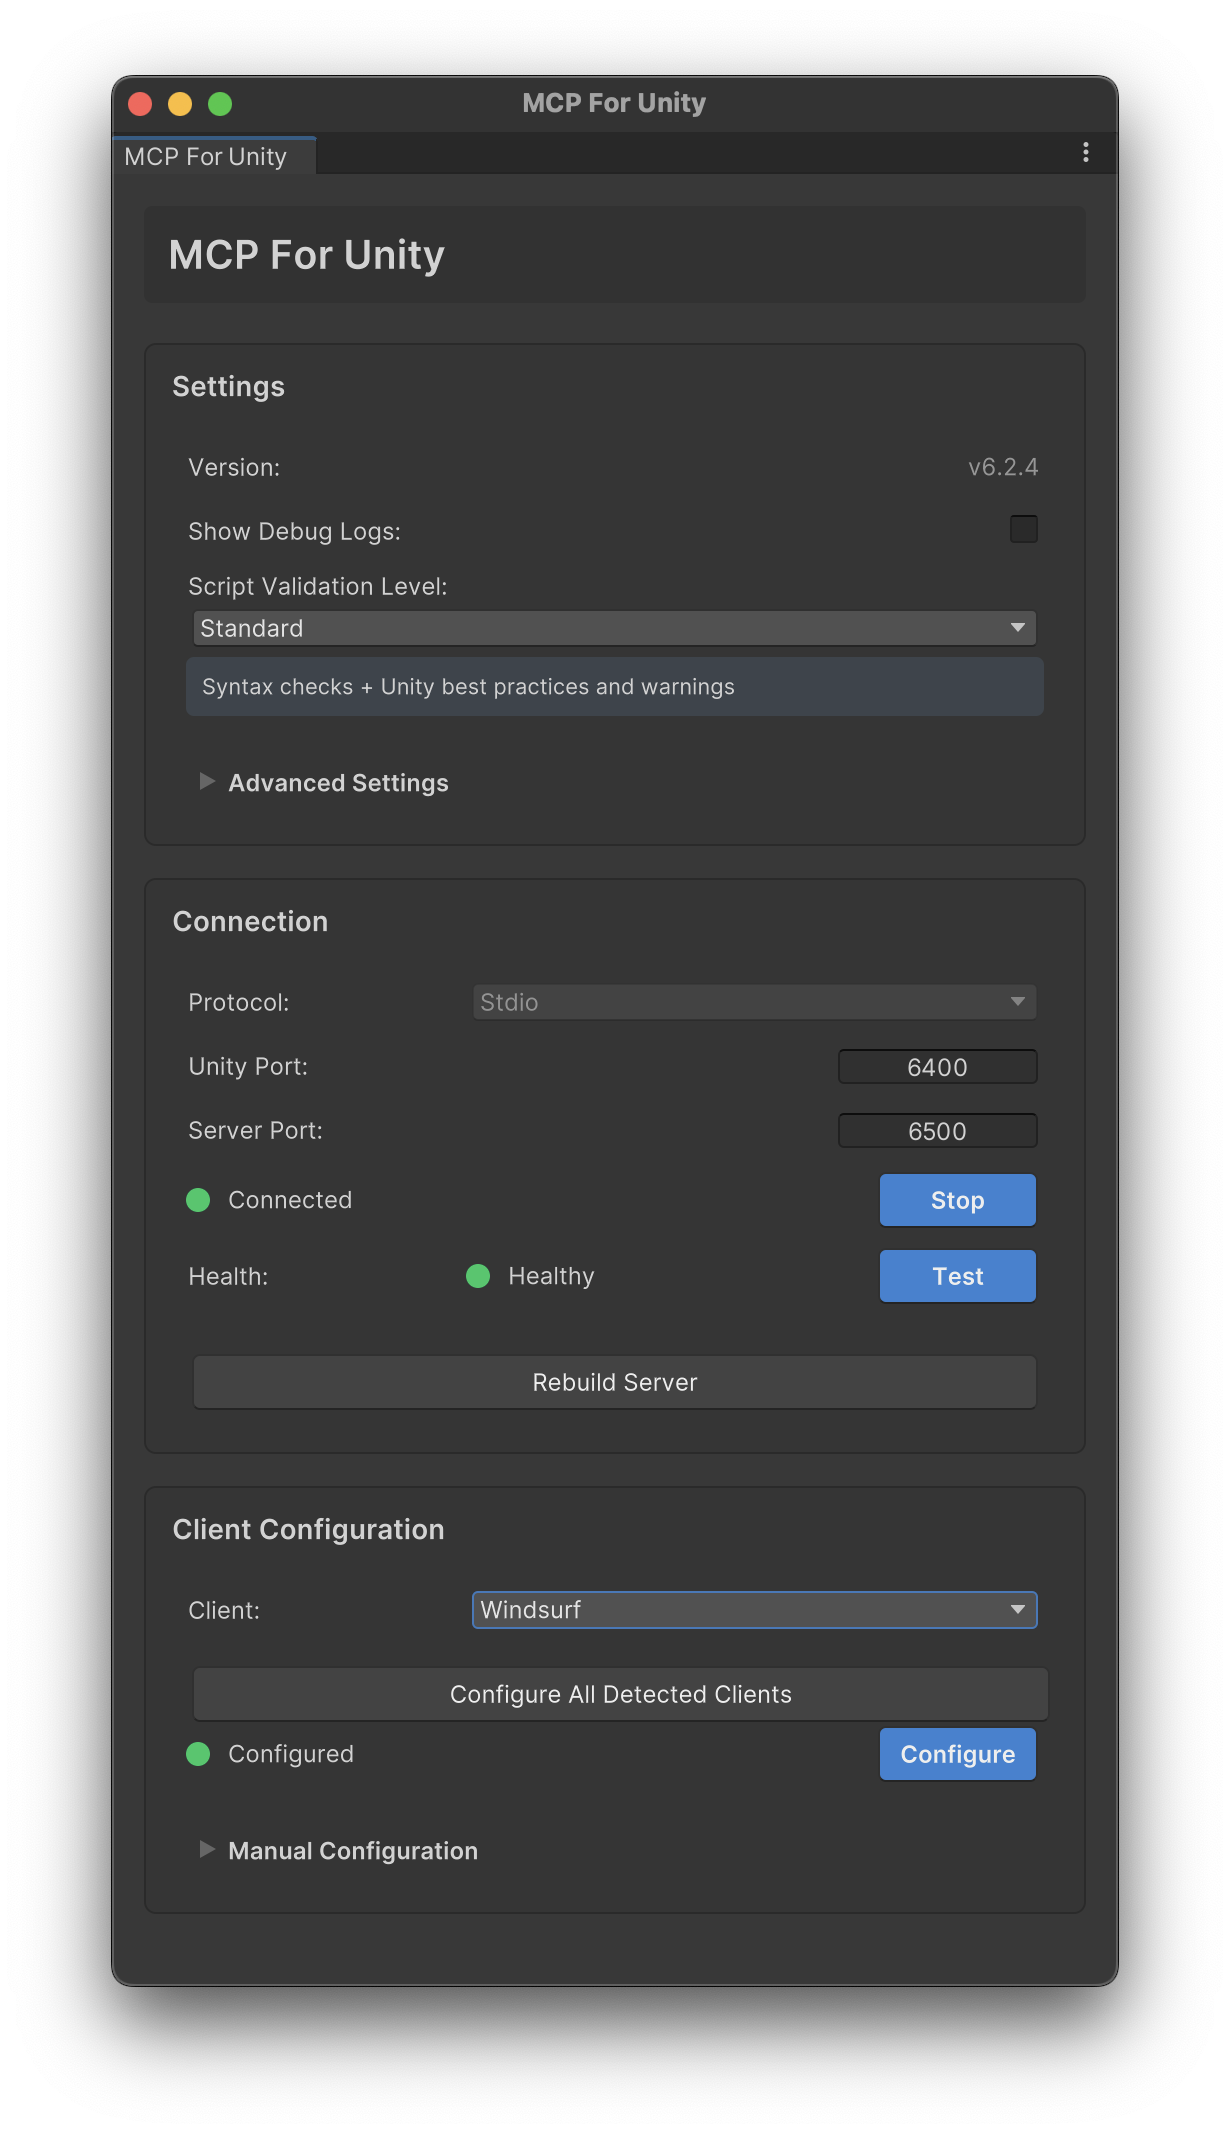 MCP For Unity
MCP For Unity
MCP For Unity
Settings
Version: v6.2.4
Show Debug Logs:
Script Validation Level:
Standard
Syntax checks + Unity best practices and warnings
Advanced Settings
Connection
Protocol: Stdio
Unity Port: 6400
Server Port: 6500
Connected Stop
Health: Healthy Test
Rebuild Server
Client Configuration
Client: Windsurf
Configure All Detected Clients
Configured Configure
Manual Configuration